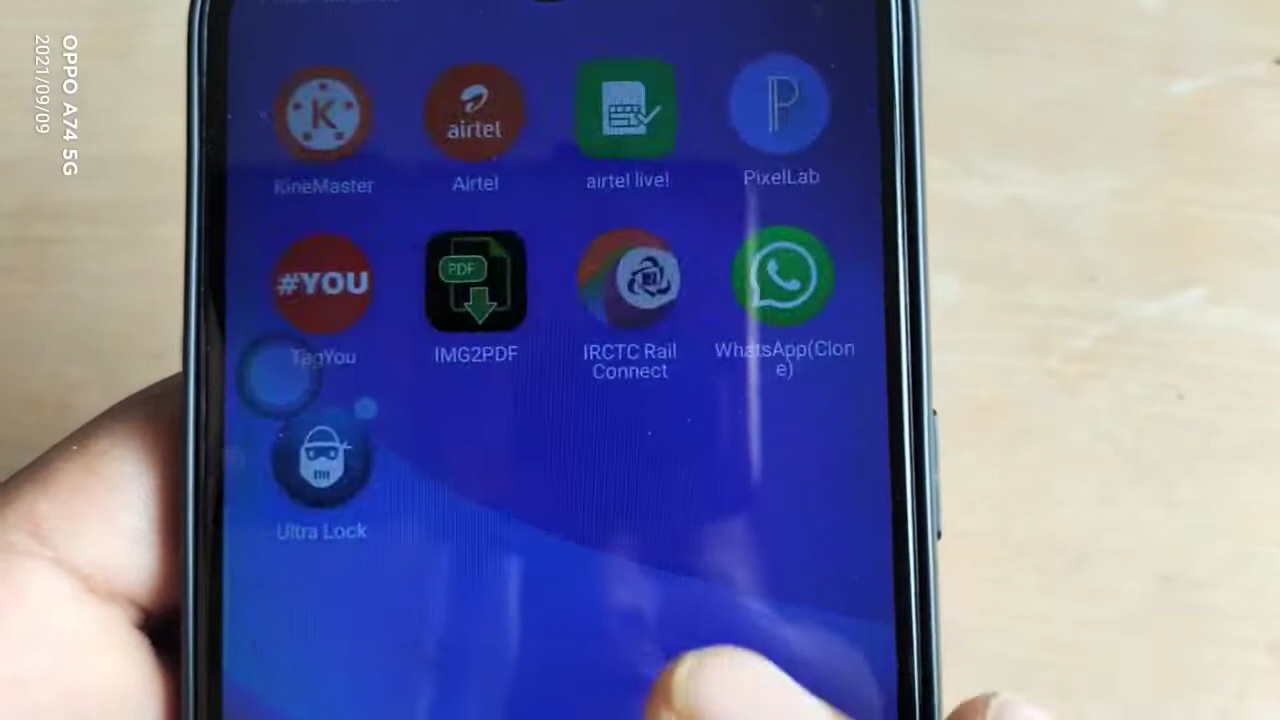 OPPO A74 5G
2021/09/09
K
airtel
P
KineMaster
Airtel
airtel live!
PixelLab
#YOU
PDF
TagYou
IMG2PDF
IRCTC Rail
Connect
WhatsApp(Clon
e)
Ultra Lock